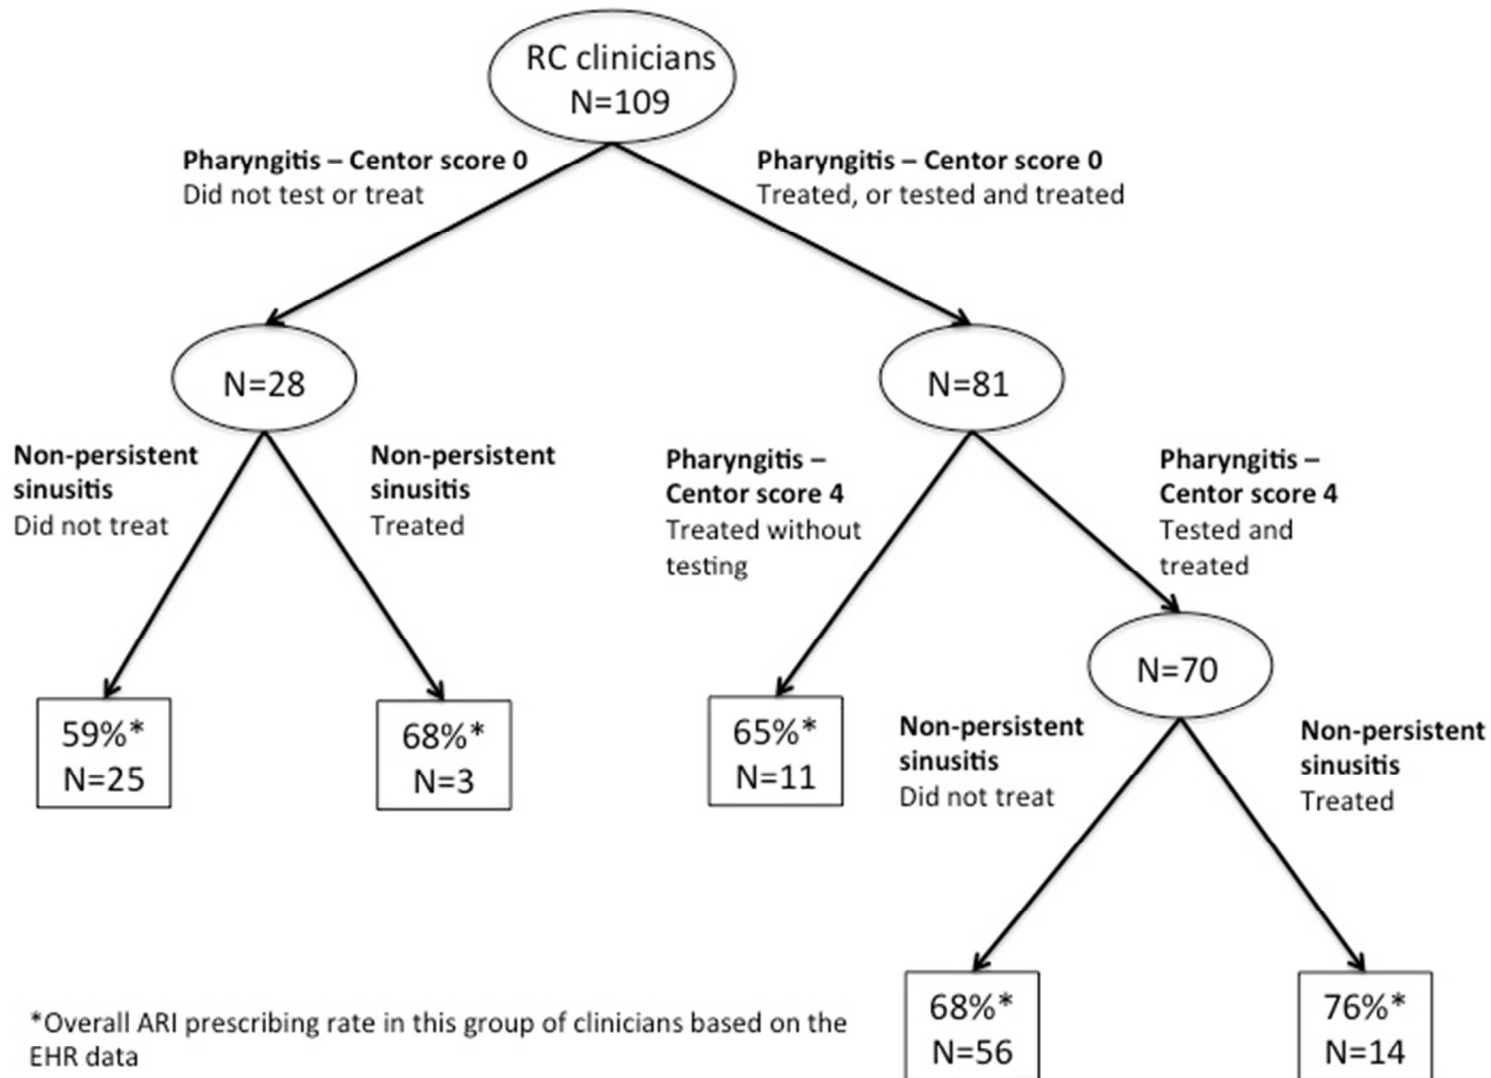 RC clinicians
N=109
Pharyngitis – Centor score 0
Did not test or treat
Pharyngitis – Centor score 0
Treated, or tested and treated
N=28
N=81
Non-persistent
sinusitis
Did not treat
Non-persistent
sinusitis
Treated
Pharyngitis –
Centor score 4
Treated without
testing
Pharyngitis –
Centor score 4
Tested and
treated
N=70
59%*
N=25
68%*
N=3
65%*
N=11
Non-persistent
sinusitis
Did not treat
Non-persistent
sinusitis
Treated
68%*
N=56
76%*
N=14
*Overall ARI prescribing rate in this group of clinicians based on the
EHR data